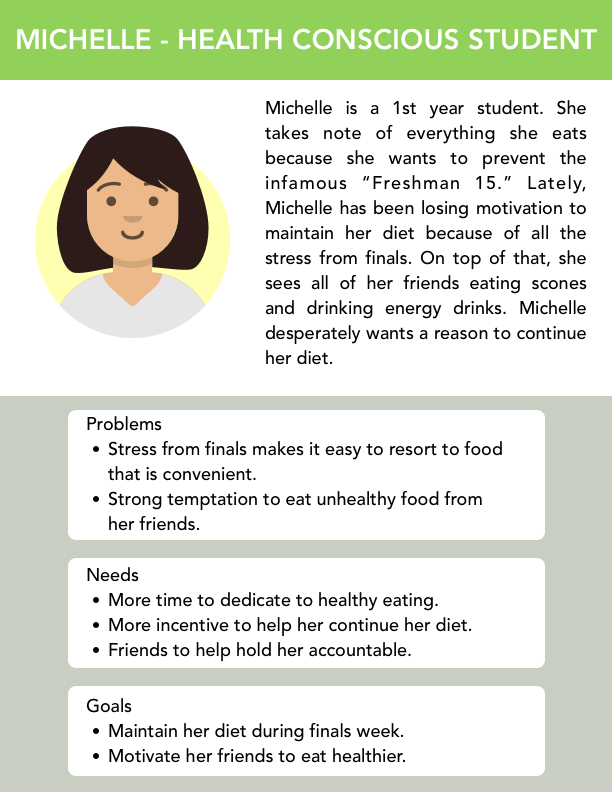 MICHELLE - HEALTH CONSCIOUS STUDENT
Michelle is a 1st year student. She
takes note of everything she eats
because she wants to prevent the
infamous “Freshman 15.” Lately,
Michelle has been losing motivation to
maintain her diet because of all the
stress from finals. On top of that, she
sees all of her friends eating scones
and drinking energy drinks. Michelle
desperately wants a reason to continue
her diet.
Problems
• Stress from finals makes it easy to resort to food
that is convenient.
• Strong temptation to eat unhealthy food from
her friends.
Needs
• More time to dedicate to healthy eating.
• More incentive to help her continue her diet.
• Friends to help hold her accountable.
Goals
• Maintain her diet during finals week.
• Motivate her friends to eat healthier.